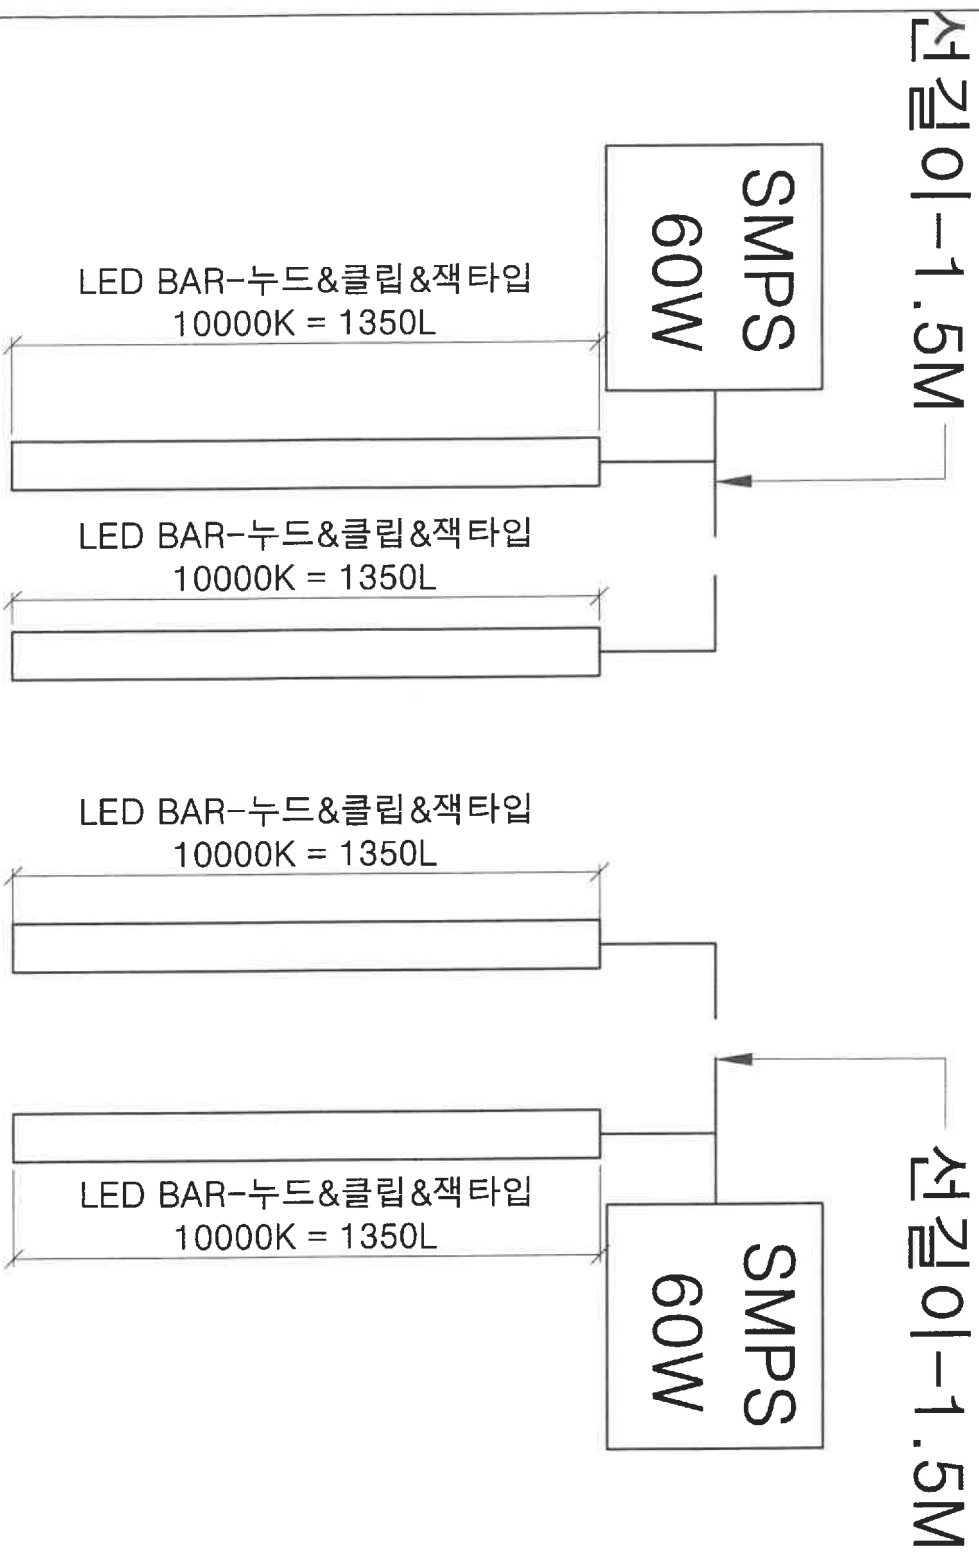 선길이-1.5M
SMPS
60W
LED BAR-누드&클립&잭타입
10000K = 1350L
LED BAR-누드&클립&잭타입
10000K = 1350L
LED BAR-누드&클립&잭타입
10000K = 1350L
LED BAR-누드&클립&잭타입
10000K = 1350L
SMPS
60W
선길이-1.5M